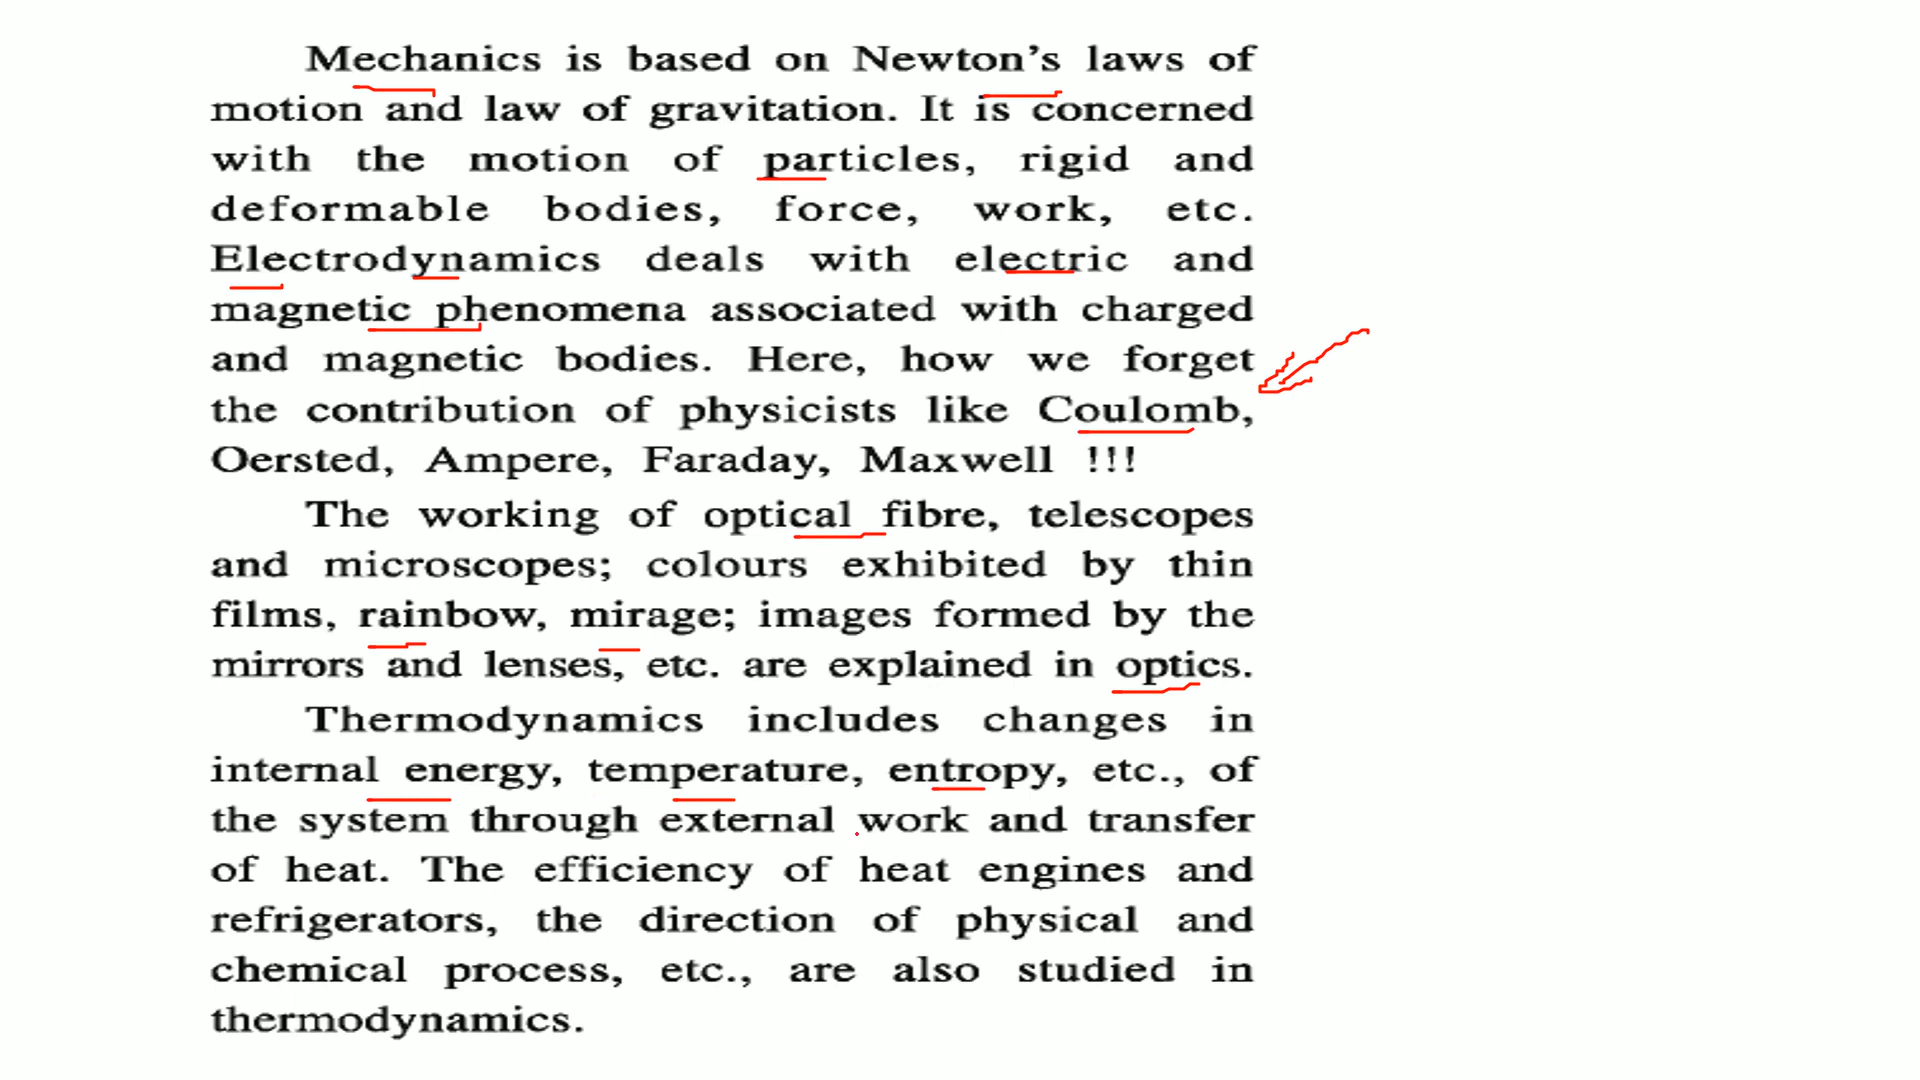 Mechanics is based on Newton's laws of
motion and law of gravitation. It is concerned
with the motion of particles, rigid and
deformable bodies, force, work, etc.
Electrodynamics deals with electric and
magnetic phenomena associated with charged
and magnetic bodies. Here, how we forget
the contribution of physicists like Coulomb,
Oersted, Ampere, Faraday, Maxwell !!!
The working of optical fibre, telescopes
and microscopes; colours exhibited by thin
films, rainbow, mirage; images formed by the
mirrors and lenses, etc. are explained in optics.
Thermodynamics includes changes in
internal energy, temperature, entropy, etc., of
the system through external work and transfer
of heat. The efficiency of heat engines and
refrigerators, the direction of physical and
chemical process, etc., are also studied in
thermodynamics.